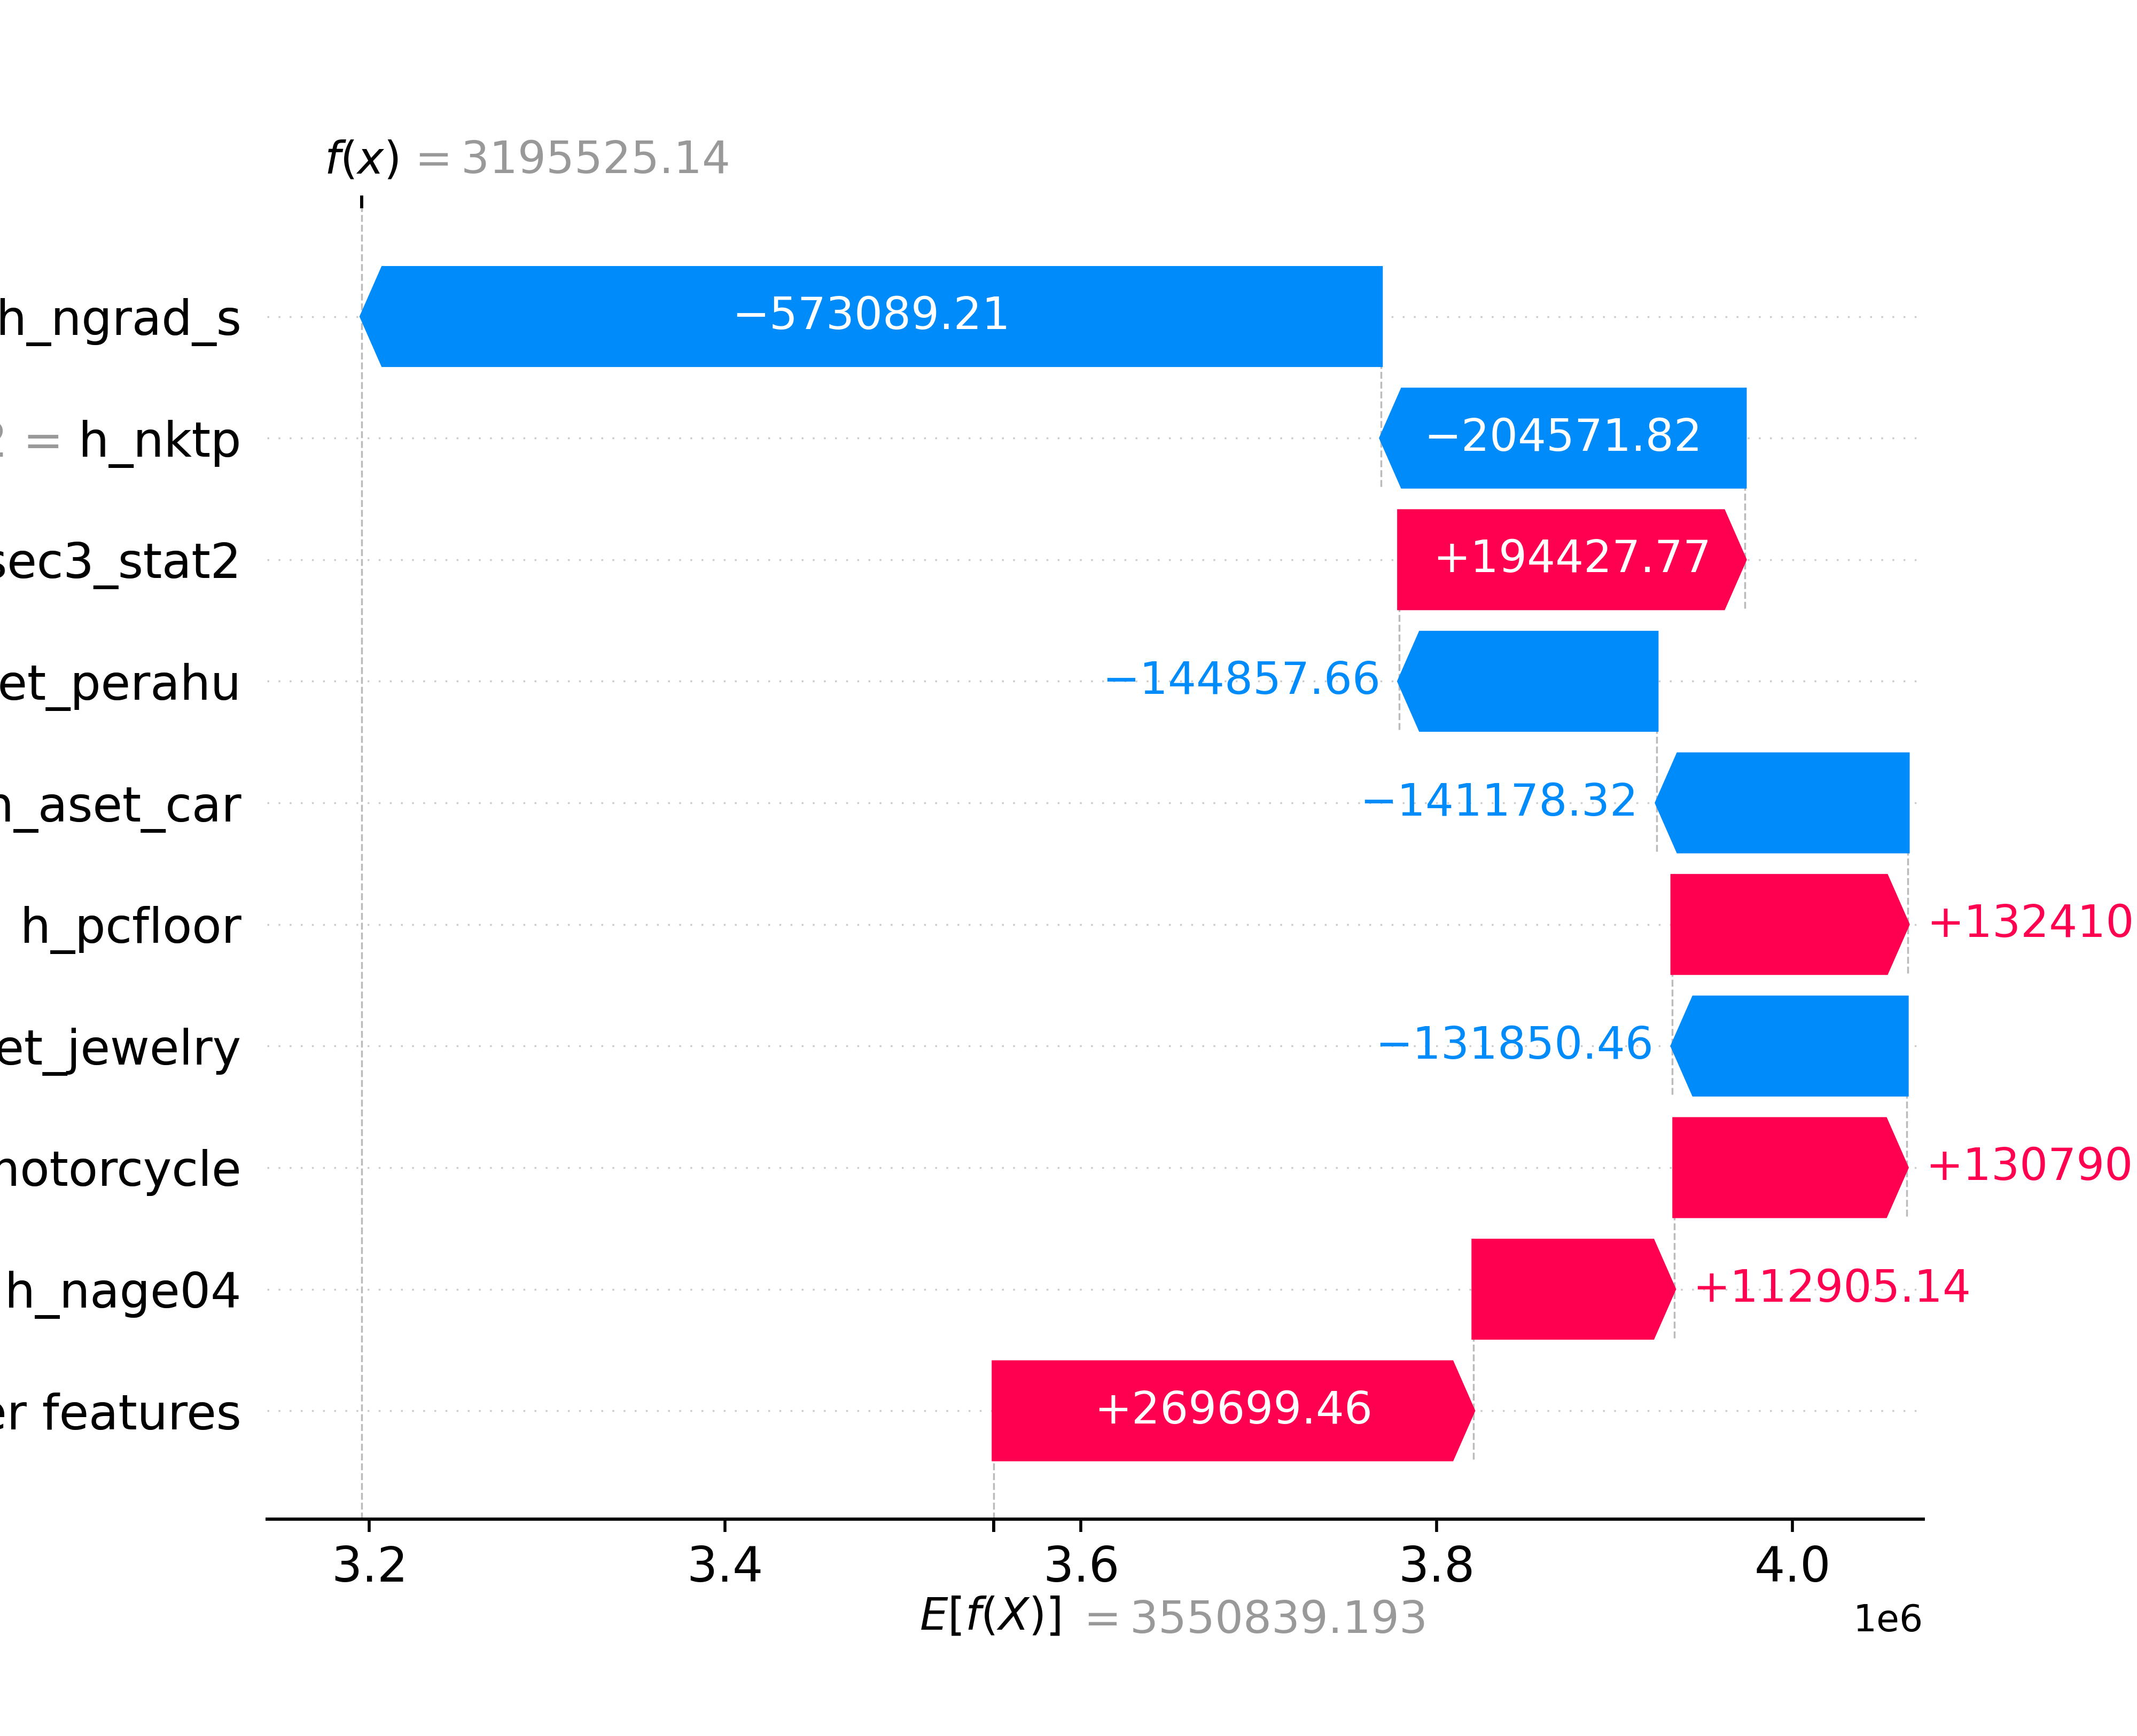 f(x) = 3195525.14
h_ngrad_s −573089.21
= h_nktp −204571.82
sec3_stat2 +194427.77
et_perahu −144857.66
_aset_car −141178.32
h_pcfloor +132410
et_jewelry −131850.46
otorcycle +130790
h_nage04 +112905.14
er features +269699.46
3.2 3.4 3.6 3.8 4.0
E[f(X)] = 3550839.193
1e6